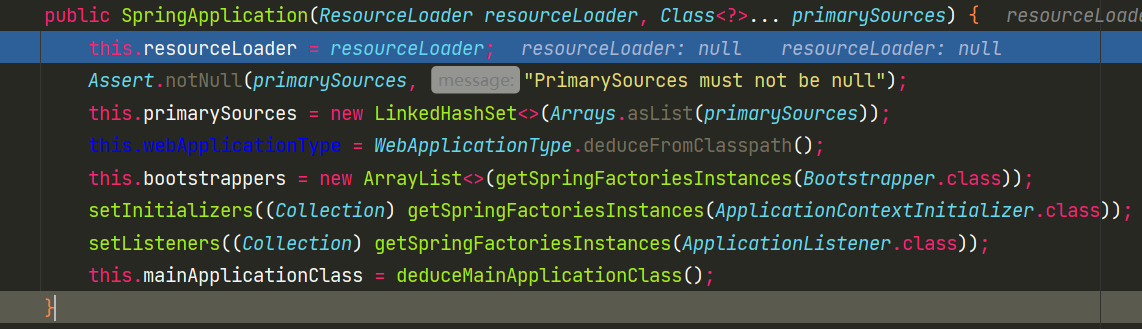 public SpringApplication(ResourceLoader resourceLoader, Class<?>... primarySources) {  resourceLoade
this.resourceLoader = resourceLoader;  resourceLoader: null  resourceLoader: null
Assert.notNull(primarySources, message: "PrimarySources must not be null");
this.primarySources = new LinkedHashSet<>(Arrays.asList(primarySources));
this.webApplicationType = WebApplicationType.deduceFromClasspath();
this.bootstrappers = new ArrayList<>(getSpringFactoriesInstances(Bootstrapper.class));
setInitializers((Collection) getSpringFactoriesInstances(ApplicationContextInitializer.class));
setListeners((Collection) getSpringFactoriesInstances(ApplicationListener.class));
this.mainApplicationClass = deduceMainApplicationClass();
}